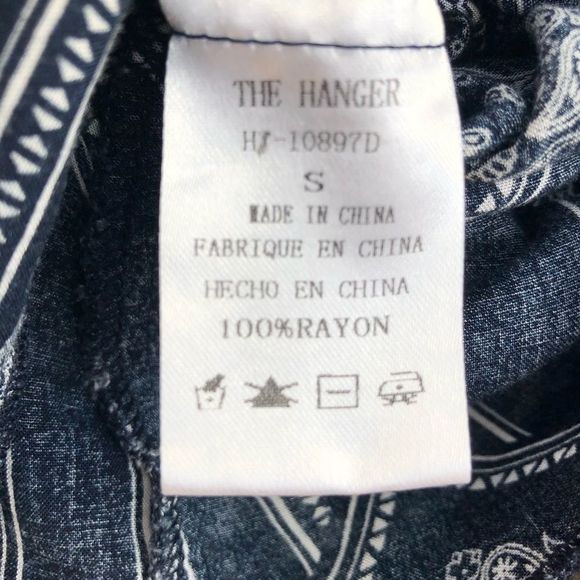 THE HANGER
HJ-10897D
S
MADE IN CHINA
FABRIQUE EN CHINA
HECHO EN CHINA
100%RAYON